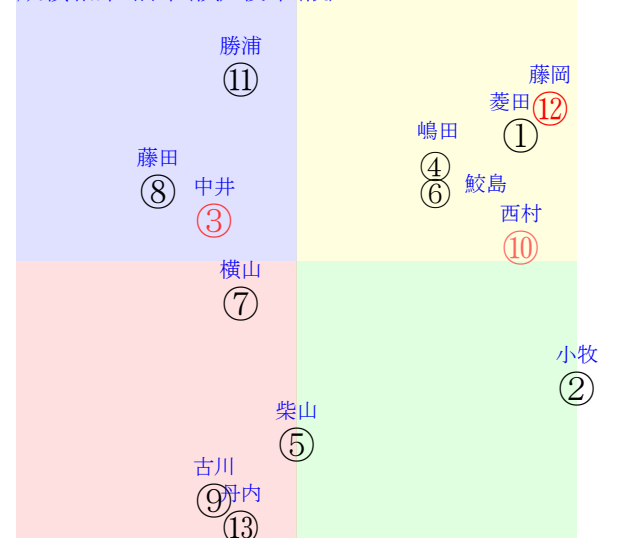 勝浦
⑪
藤岡
⑫
菱田
①
嶋田
④
藤田
⑧
中井
③
鮫島
⑥
西村
⑩
横山
⑦
小牧
②
柴山
⑤
古川
⑨
丹内
⑬